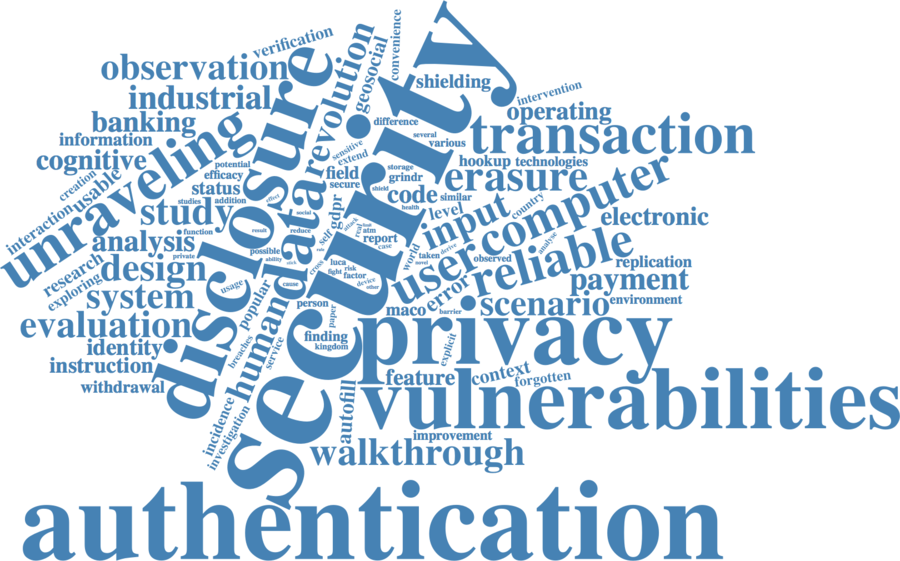 convenience
verification
observation
disclosure
revolution
geosocial
security
shielding
intervention
industrial
operating
banking
difference
transaction
information
several
various
cognitive
sensitive
extend
hookup
technologies
unraveling
potential
efficacy
field
storage
grindr
erasure
creation
usable
status
secure
shield
code
similar
computer
studies
addition
effect
data
gdpr
health
input
country
interaction
study
social
level
electronic
function
result
reduce
self
attack
real
atm
report
case
user
analysis
possible
world
taken
derive
observed
analyse
reliable
private
ability
novel
research
design
luca
risk
fight
factor
replication
exploring
usage
cross
device
other
payment
system
popular
human
cause
person
error
scenario
environment
paper
maco
barrier
evaluation
privacy
identity
breaches
service
finding
kingdom
explicit
instruction
context
feature
forgotten
withdrawal
autofill
vulnerabilities
incidence
investigation
improvement
walkthrough
authentication